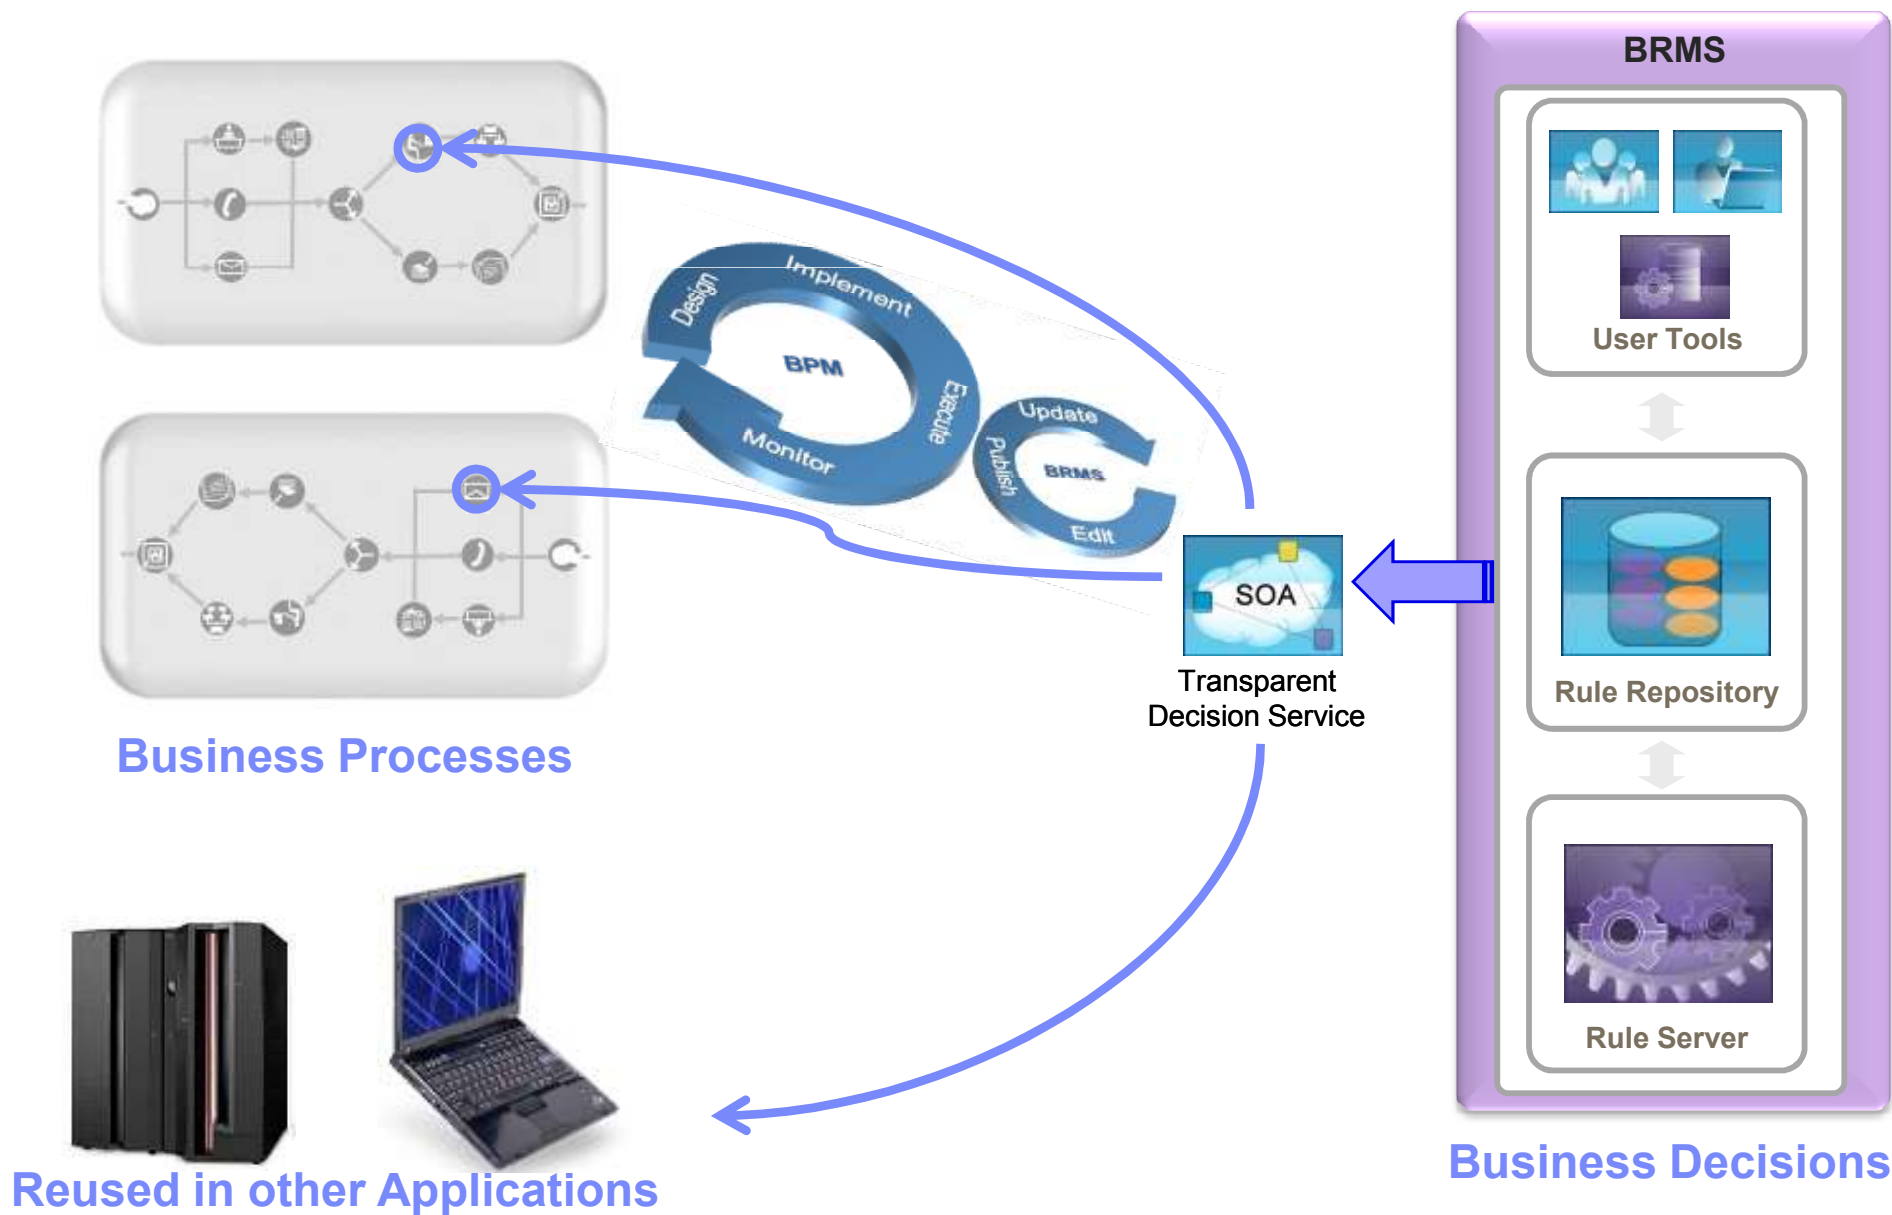 BRMS
User Tools
Rule Repository
Rule Server
Business Decisions
Design
Implement
Execute
Monitor
BPM
Update
Publish
Edit
BRMS
SOA
Transparent
Decision Service
Business Processes
Reused in other Applications